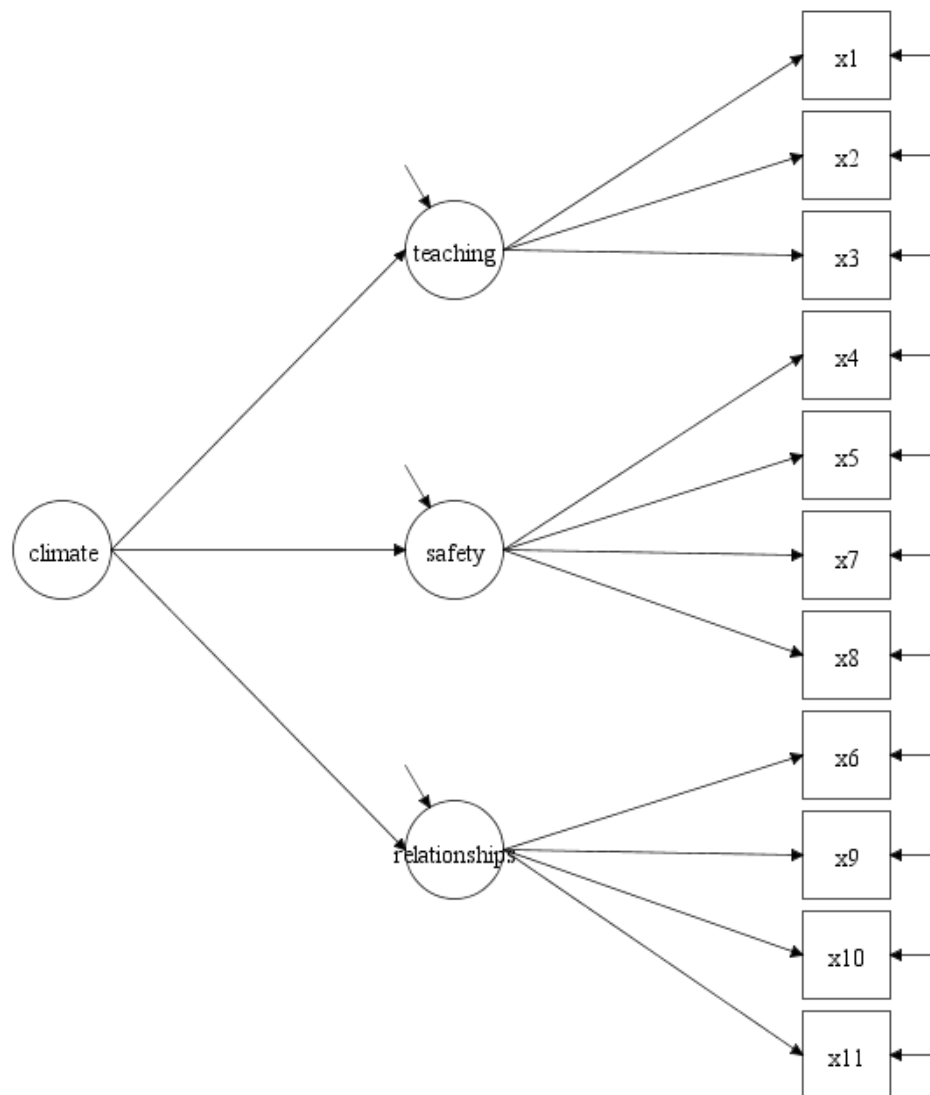 x1
x2
teaching
x3
x4
x5
climate
safety
x7
x8
x6
relationships
x9
x10
x11